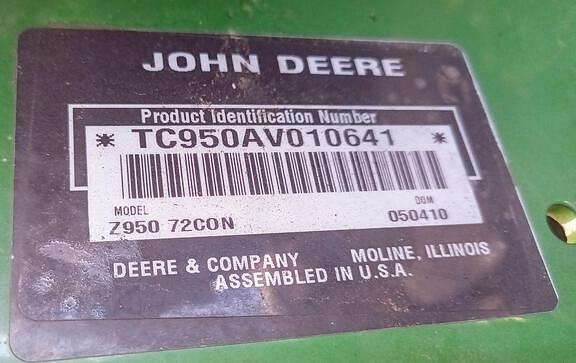 JOHN DEERE
Product Identification Number
* TC950AV010641 *
MODEL DOM
Z950 72CON 050410
DEERE & COMPANY MOLINE, ILLINOIS
ASSEMBLED IN U.S.A.